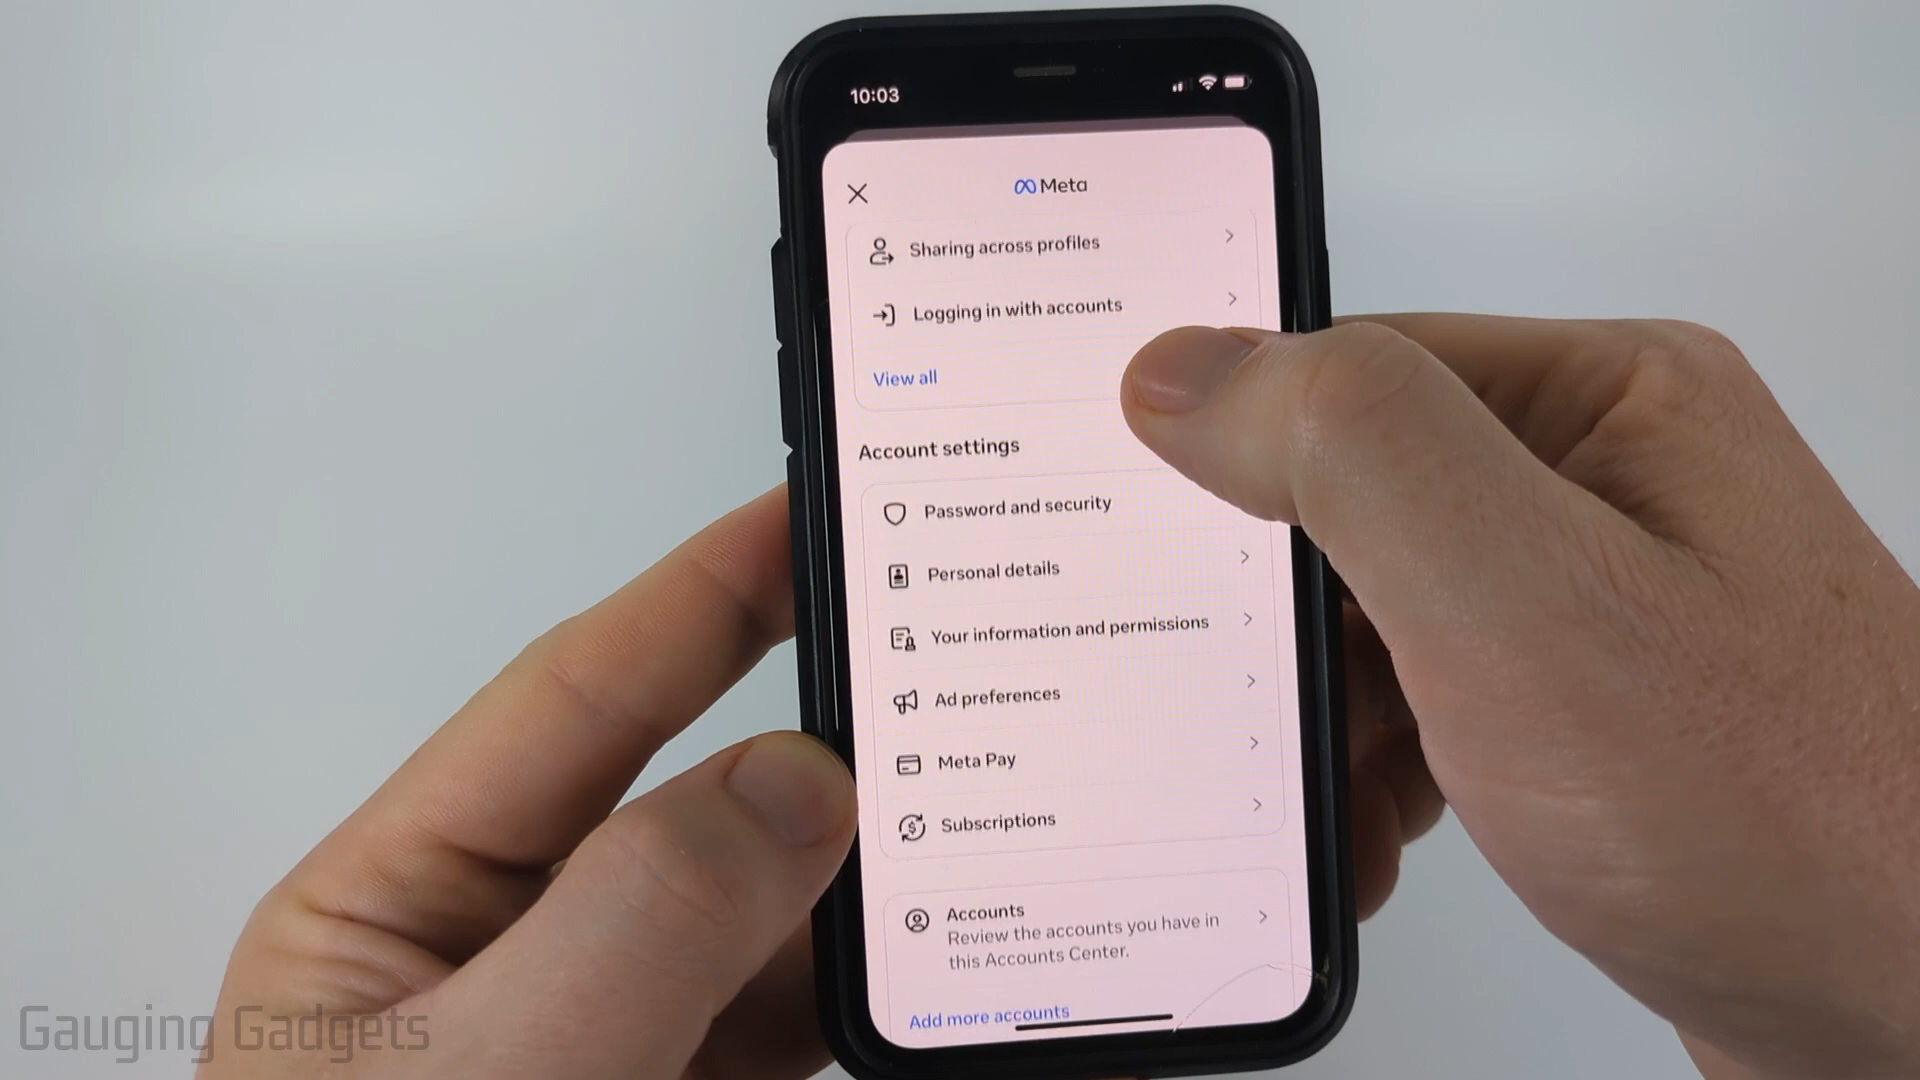 10:03
Meta
Sharing across profiles
Logging in with accounts
View all
Account settings
Password and security
Personal details
Your information and permissions
Ad preferences
Meta Pay
Subscriptions
Accounts
Review the accounts you have in
this Accounts Center.
Add more accounts
Gauging Gadgets